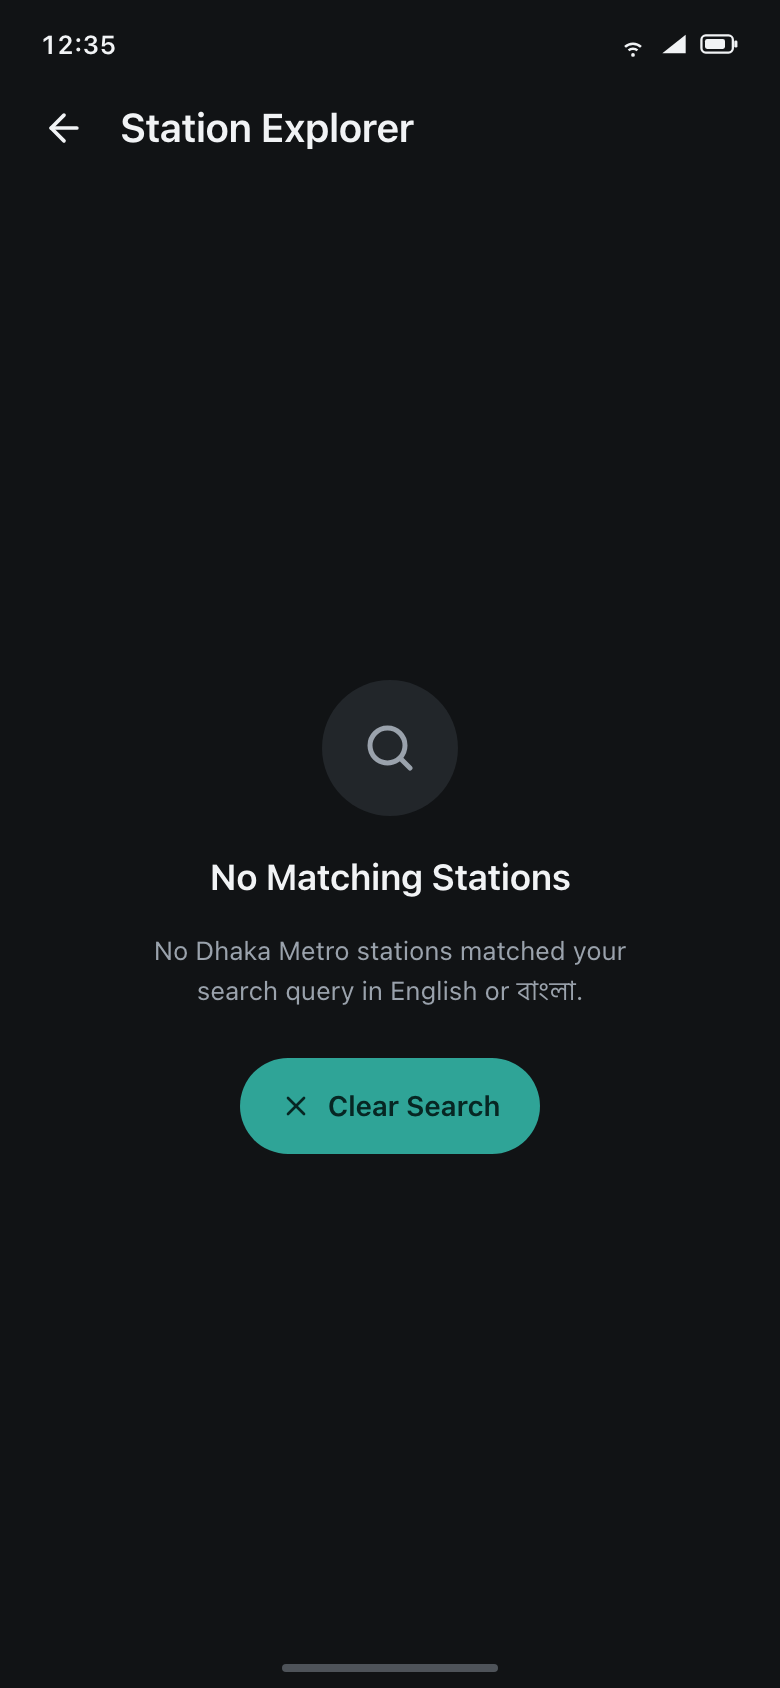 12:35
Station Explorer
No Matching Stations
No Dhaka Metro stations matched your
search query in English or বাংলা.
Clear Search